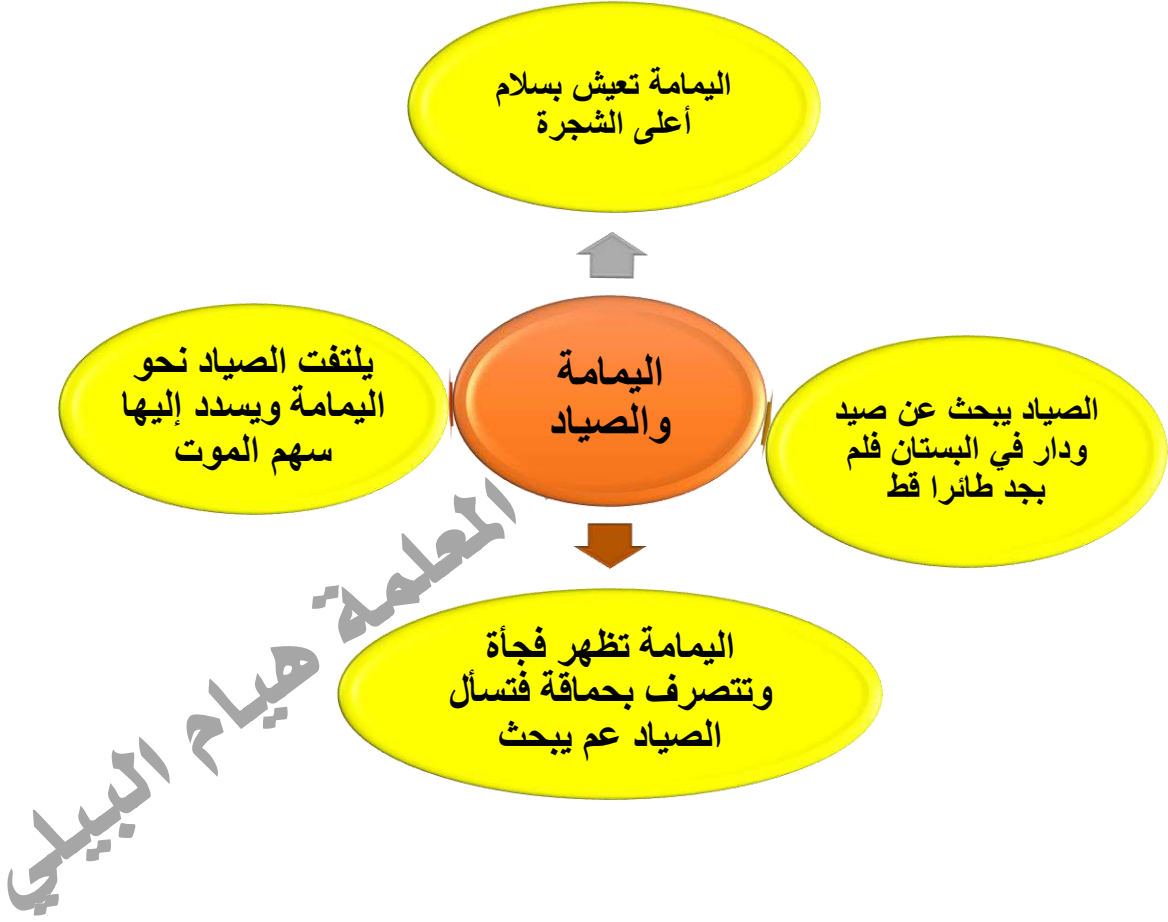 اليمامة تعيش بسلام
أعلى الشجرة
اليمامة
والصياد
الصياد يبحث عن صيد
ودار في البستان فلم
بجد طائرا قط
اليمامة تظهر فجأة
وتتصرف بحماقة فتسأل
الصياد عم يبحث
يلتفت الصياد نحو
اليمامة ويسدد إليها
سهم الموت
المعلمة هيام البيلي